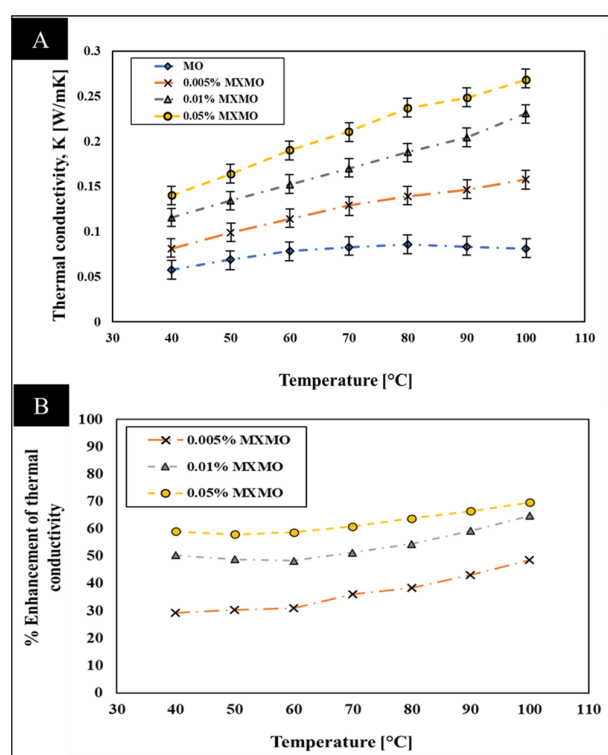 A
Thermal conductivity, K [W/mK]
0.3
0.25
0.2
0.15
0.1
0.05
0
MO
0.005% MXMO
0.01% MXMO
0.05% MXMO
30 40 50 60 70 80 90 100 110
Temperature [°C]
B
% Enhancement of thermal
conductivity
100
90
80
70
60
50
40
30
20
10
0
0.005% MXMO
0.01% MXMO
0.05% MXMO
30 40 50 60 70 80 90 100 110
Temperature [°C]